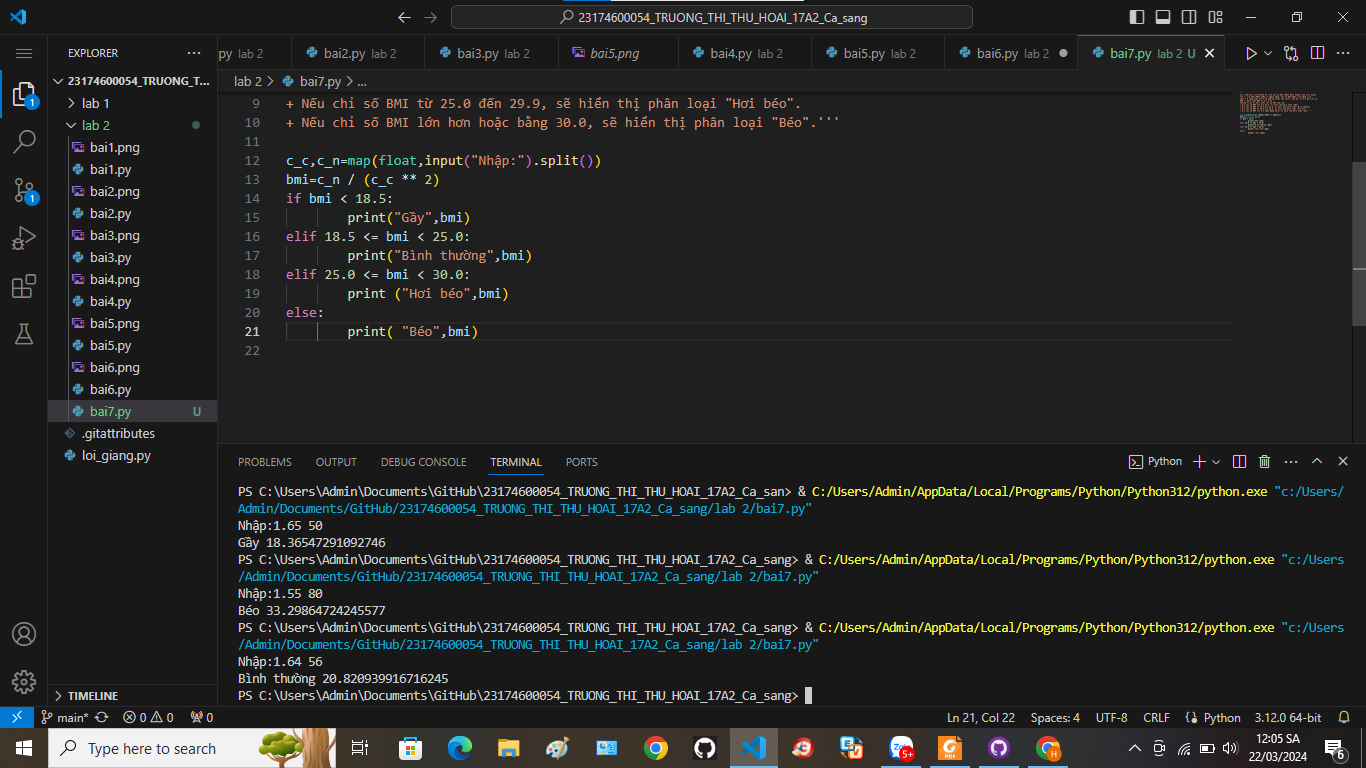 23174600054_TRUONG_THI_THU_HOAI_17A2_Ca_sang
EXPLORER
py lab 2
bai2.py lab 2
bai3.py lab 2
bai5.png
bai4.py lab 2
bai5.py lab 2
bai6.py lab 2
bai7.py lab 2 U
lab 2 > bai7.py > ...
23174600054_TRUONG_THI_T...
lab 1
lab 2
bai1.png
bai1.py
bai2.png
bai2.py
bai3.png
bai3.py
bai4.png
bai4.py
bai5.png
bai5.py
bai6.png
bai6.py
bai7.py U
.gitattributes
loi_giang.py
TIMELINE
1
1
9 + Nếu chỉ số BMI từ 25.0 đến 29.9, sẽ hiển thị phân loại "Hơi béo".
10 + Nếu chỉ số BMI lớn hơn hoặc bằng 30.0, sẽ hiển thị phân loại "Béo".'''
11
12 c_c,c_n=map(float,input("Nhập:").split())
13 bmi=c_n / (c_c ** 2)
14 if bmi < 18.5:
15 print("Gầy",bmi)
16 elif 18.5 <= bmi < 25.0:
17 print("Bình thường",bmi)
18 elif 25.0 <= bmi < 30.0:
19 print ("Hơi béo",bmi)
20 else:
21 print( "Béo",bmi)
22
PROBLEMS OUTPUT DEBUG CONSOLE TERMINAL PORTS
Python
PS C:\Users\Admin\Documents\GitHub\23174600054_TRUONG_THI_THU_HOAI_17A2_Ca_san> & C:/Users/Admin/AppData/Local/Programs/Python/Python312/python.exe "c:/Users/
Admin/Documents/GitHub/23174600054_TRUONG_THI_THU_HOAI_17A2_Ca_sang/lab 2/bai7.py"
Nhập:1.65 50
Gầy 18.36547291092746
PS C:\Users\Admin\Documents\GitHub\23174600054_TRUONG_THI_THU_HOAI_17A2_Ca_sang> & C:/Users/Admin/AppData/Local/Programs/Python/Python312/python.exe "c:/Users
/Admin/Documents/GitHub/23174600054_TRUONG_THI_THU_HOAI_17A2_Ca_sang/lab 2/bai7.py"
Nhập:1.55 80
Béo 33.29864724245577
PS C:\Users\Admin\Documents\GitHub\23174600054_TRUONG_THI_THU_HOAI_17A2_Ca_sang> & C:/Users/Admin/AppData/Local/Programs/Python/Python312/python.exe "c:/Users
/Admin/Documents/GitHub/23174600054_TRUONG_THI_THU_HOAI_17A2_Ca_sang/lab 2/bai7.py"
Nhập:1.64 56
Bình thường 20.820939916716245
PS C:\Users\Admin\Documents\GitHub\23174600054_TRUONG_THI_THU_HOAI_17A2_Ca_sang>
main* 0 0 0
Ln 21, Col 22 Spaces: 4 UTF-8 CRLF Python 3.12.0 64-bit
Type here to search
5+
12:05 SA
22/03/2024
6